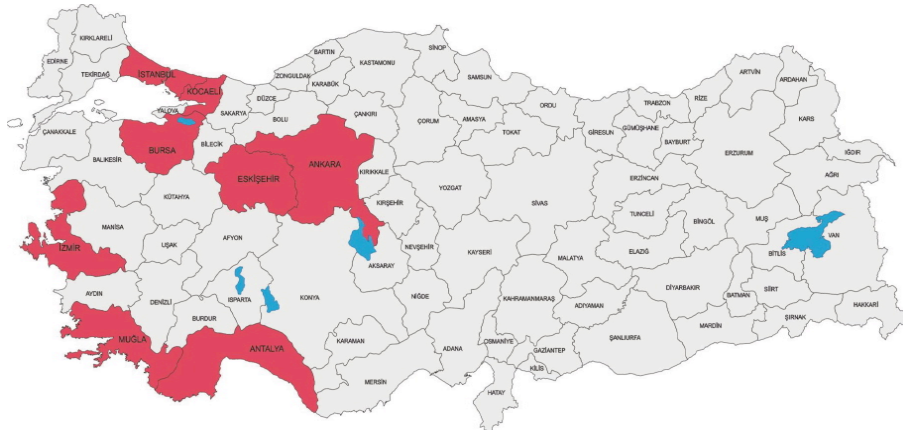 KIRKLARELİ
EDİRNE
TEKİRDAĞ
İSTANBUL
KOCAELİ
YALOVA
ÇANAKKALE
BALIKESİR
BURSA
BİLECİK
SAKARYA
DÜZCE
BOLU
ZONGULDAK
BARTIN
KARABÜK
KASTAMONU
SİNOP
SAMSUN
ÇANKIRI
ÇORUM
AMASYA
TOKAT
ORDU
GİRESUN
TRABZON
GÜMÜŞHANE
RİZE
BAYBURT
ARTVİN
ARDAHAN
KARS
IĞDIR
AĞRI
ERZURUM
ERZİNCAN
ANKARA
ESKİŞEHİR
KIRIKKALE
KIRŞEHİR
YOZGAT
SİVAS
KÜTAHYA
MANİSA
İZMİR
UŞAK
AFYON
AYDIN
DENİZLİ
MUĞLA
BURDUR
ISPARTA
ANTALYA
KONYA
AKSARAY
NEVŞEHİR
NİĞDE
KAYSERİ
KARAMAN
MERSİN
ADANA
OSMANİYE
HATAY
KAHRAMANMARAŞ
GAZİANTEP
KİLİS
ADIYAMAN
MALATYA
ŞANLIURFA
TUNCELİ
ELAZIĞ
BİNGÖL
MUŞ
BİTLİS
VAN
DİYARBAKIR
BATMAN
SİİRT
MARDİN
ŞIRNAK
HAKKARİ